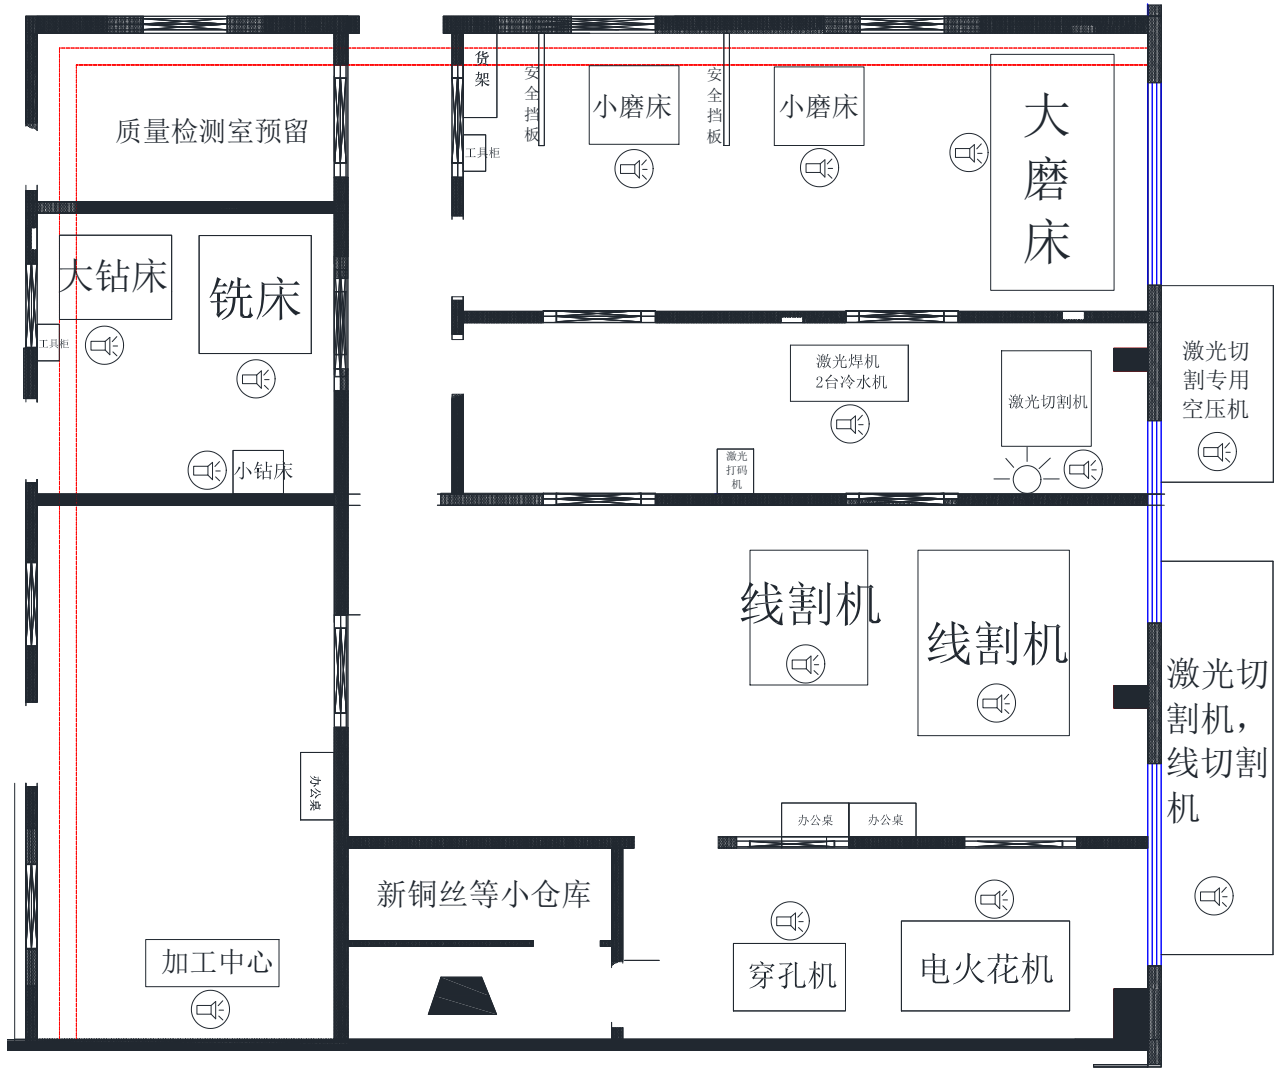 货架
安全挡板
小磨床
安全挡板
小磨床
大磨床
质量检测室预留
工具柜
大钻床
铣床
工具柜
小钻床
激光焊机
2台冷水机
激光切割机
激光
打码
机
激光切
割专用
空压机
线割机
线割机
激光切
割机，
线切割
机
办公桌
办公桌
办公桌
新铜丝等小仓库
加工中心
穿孔机
电火花机